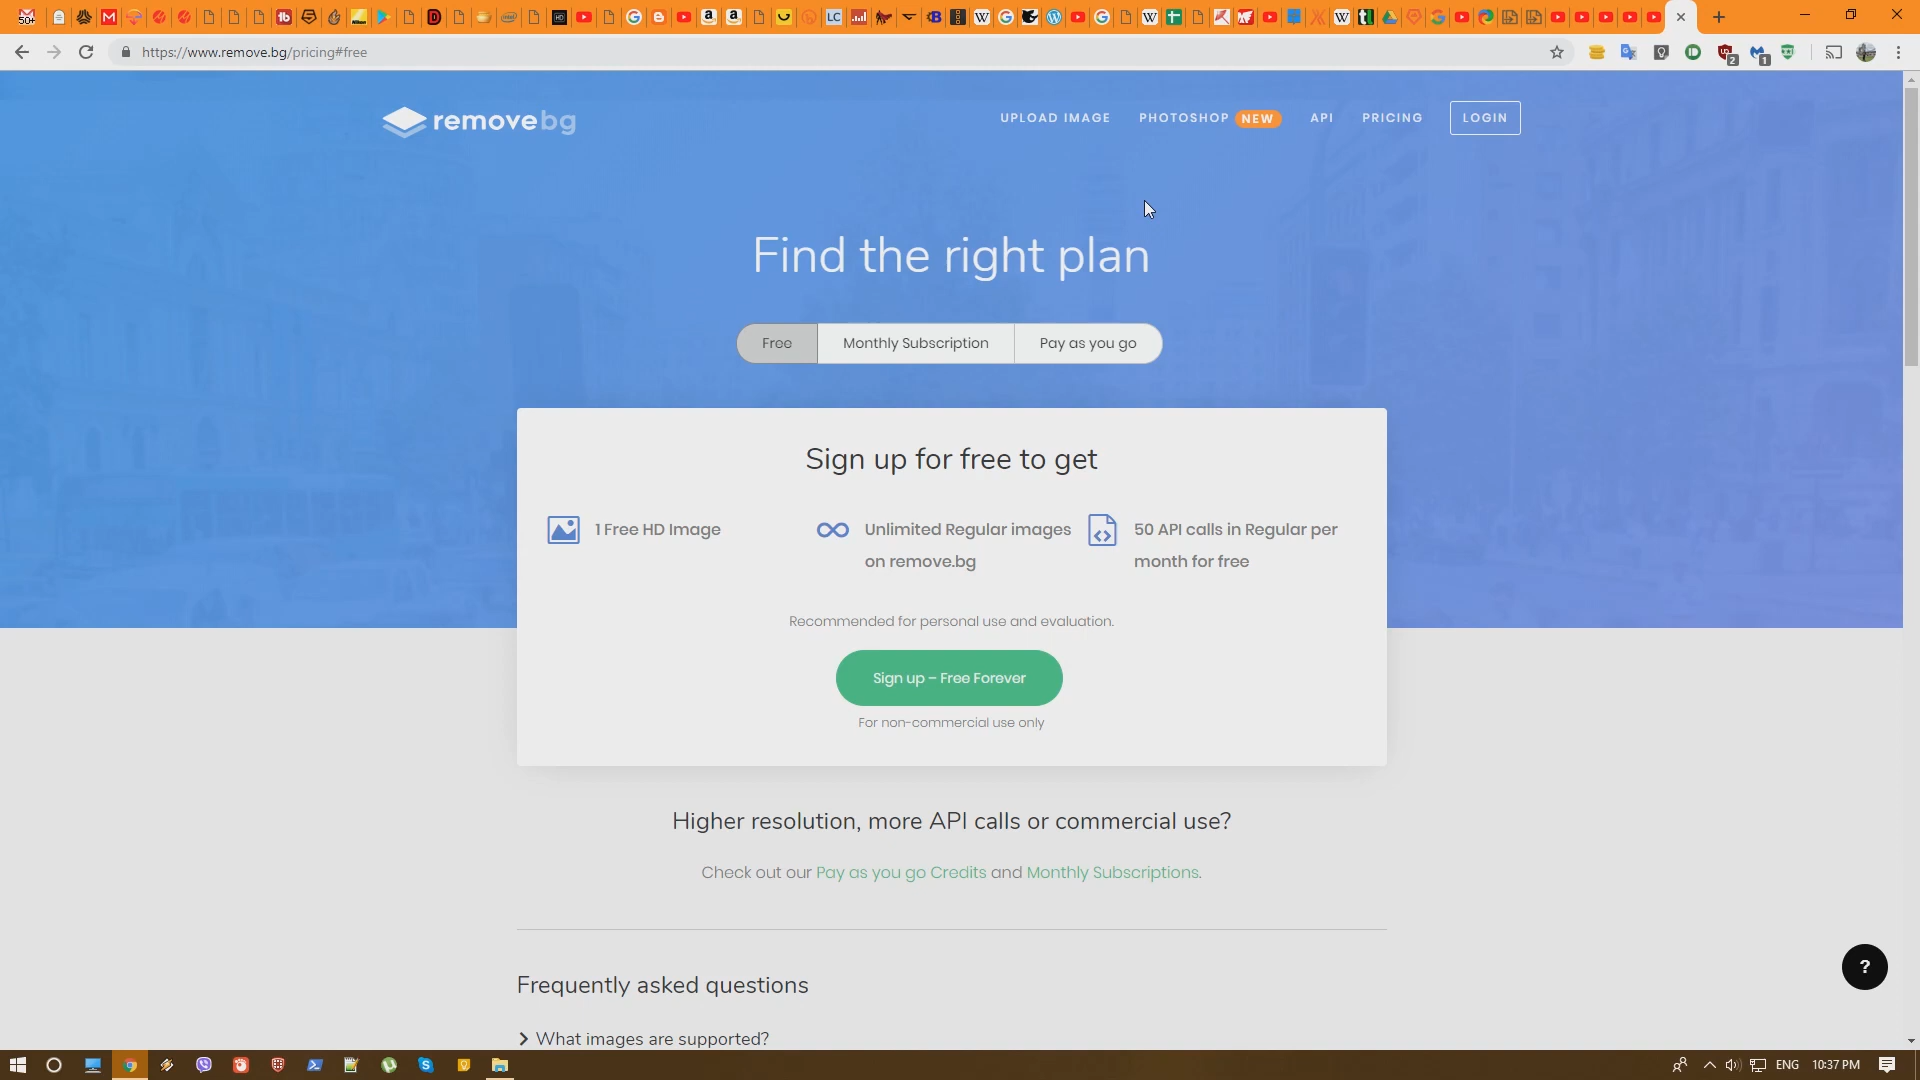 https://www.remove.bg/pricing#free
2
1
removebg
UPLOAD IMAGE
PHOTOSHOP NEW
API
PRICING
LOGIN
Find the right plan
Free
Monthly Subscription
Pay as you go
Sign up for free to get
1 Free HD Image
Unlimited Regular images
on remove.bg
50 API calls in Regular per
month for free
Recommended for personal use and evaluation.
Sign up – Free Forever
For non-commercial use only
Higher resolution, more API calls or commercial use?
Check out our Pay as you go Credits and Monthly Subscriptions.
Frequently asked questions
What images are supported?
?
ENG
10:37 PM